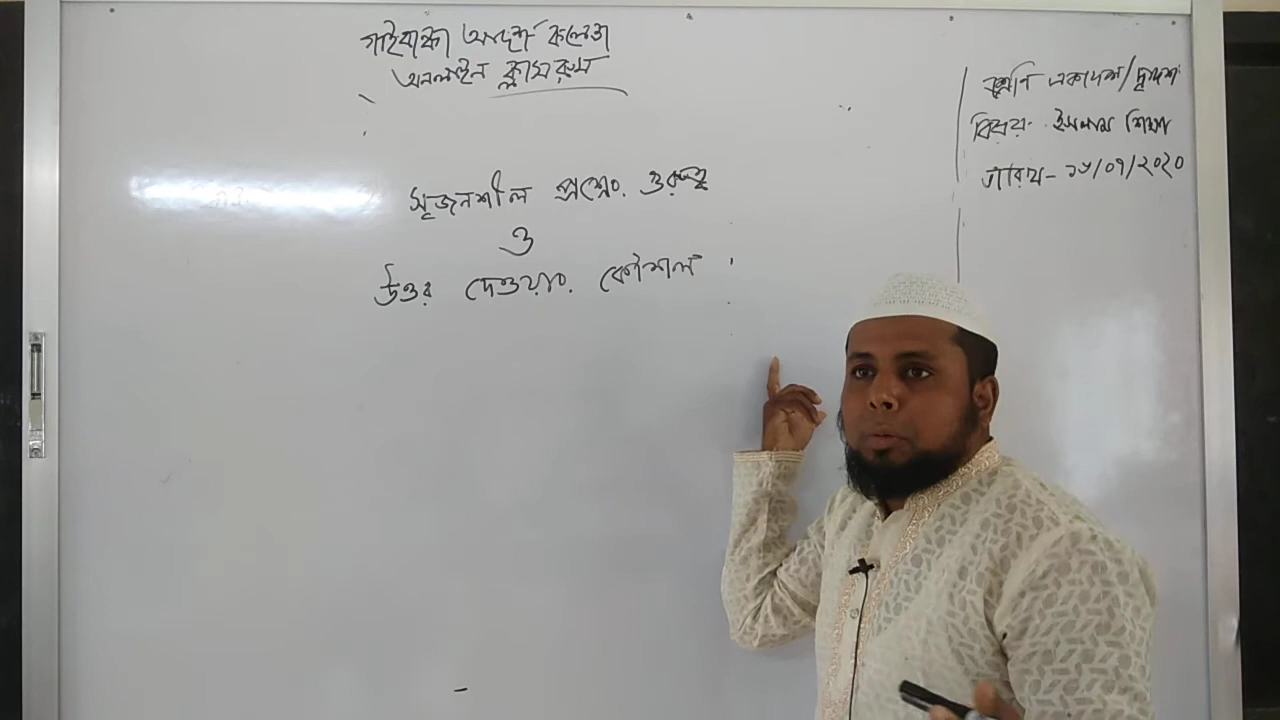 গাইবান্ধা আদর্শ কলেজ
অনলাইন ক্লাসরুম
সৃজনশীল প্রশ্নের গুরুত্ব
ও
উত্তর দেওয়ার কৌশল
শ্রেণি একাদশ/দ্বাদশ
বিষয়: ইসলাম শিক্ষা
তারিখ- ১৬/০৭/২০২০